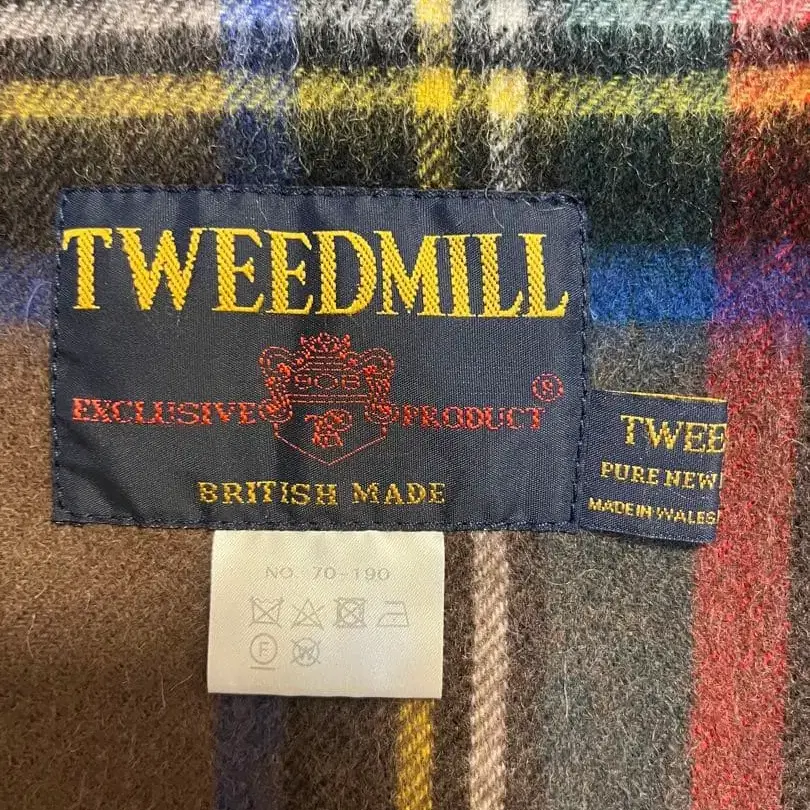 TWEEDMILL
EXCLUSIVE PRODUCT ®
BRITISH MADE
TWEE
PURE NEW
MADE IN WALES
NO. 70-190
F
W